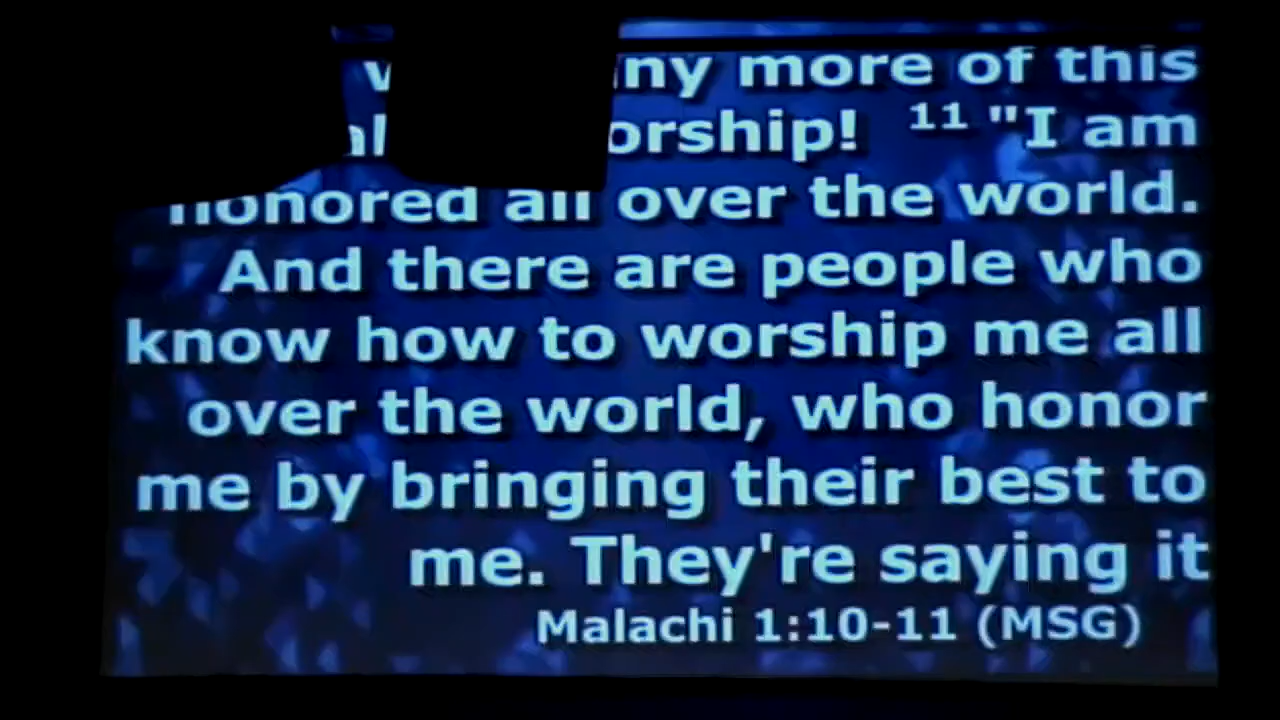 more of this
11 "I am
honored all over the world.
And there are people who
know how to worship me all
over the world, who honor
me by bringing their best to
me. They're saying it
Malachi 1:10-11 (MSG)